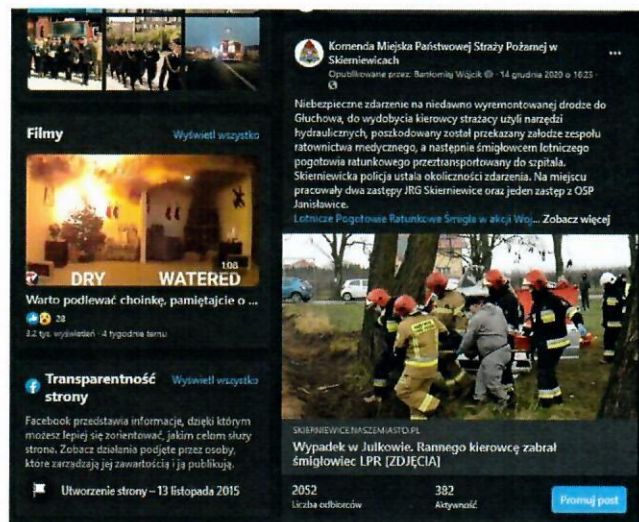 Filmy
Wyświetl wszystko
1:08
DRY WATERED
Warto podlewać choinkę, pamiętajcie o ...
28
3.2 tys. wyświetleń · 4 tygodnie temu
Transparentność
strony
Wyświetl wszystko
Facebook przedstawia informacje, dzięki którym
możesz lepiej się zorientować, jakim celom służy
strona. Zobacz działania podjęte przez osoby,
które zarządzają jej zawartością i ją publikują.
Utworzenie strony – 13 listopada 2015
Komenda Miejska Państwowej Straży Pożarnej w
Skierniewicach
Opublikowane przez: Bartłomiej Wójcik · 14 grudnia 2020 o 16:23 ·
Niebezpieczne zdarzenie na niedawno wyremontowanej drodze do
Głuchowa, do wydobycia kierowcy strażacy użyli narzędzi
hydraulicznych, poszkodowany został przekazany załodze zespołu
ratownictwa medycznego, a następnie śmigłowcem lotniczego
pogotowia ratunkowego przetransportowany do szpitala.
Skierniewicka policja ustala okoliczności zdarzenia. Na miejscu
pracowały dwa zastępy JRG Skierniewice oraz jeden zastęp z OSP
Janisławice.
Lotnicze Pogotowie Ratunkowe Śmigła w akcji Woj... Zobacz więcej
SKIERNIEWICE.NASZEMIASTO.PL
Wypadek w Julkowie. Rannego kierowcę zabrał
śmigłowiec LPR [ZDJĘCIA]
2052
Liczba odbiorców
382
Aktywność
Promuj post